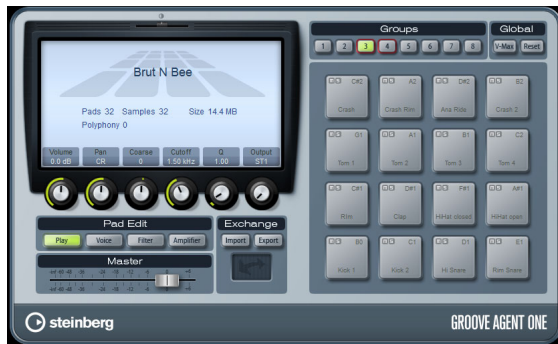 Groups
Global
1 2 3 4 5 6 7 8
V-Max Reset
Brut N Bee
Pads 32 Samples 32 Size 14.4 MB
Polyphony 0
Volume Pan Coarse Cutoff Q Output
0.0 dB CR 0 1.50 kHz 1.00 ST1
C#2 A2 D#2 B2
Crash Crash Rim Ana Ride Crash 2
G1 A1 B1 C2
Tom 1 Tom 2 Tom 3 Tom 4
C#1 D#1 F#1 A#1
Rim Clap HiHat closed HiHat open
B0 C1 D1 E1
Kick 1 Kick 2 Hi Snare Rim Snare
Pad Edit
Exchange
Play Voice Filter Amplifier
Import Export
Master
steinberg
GROOVE AGENT ONE